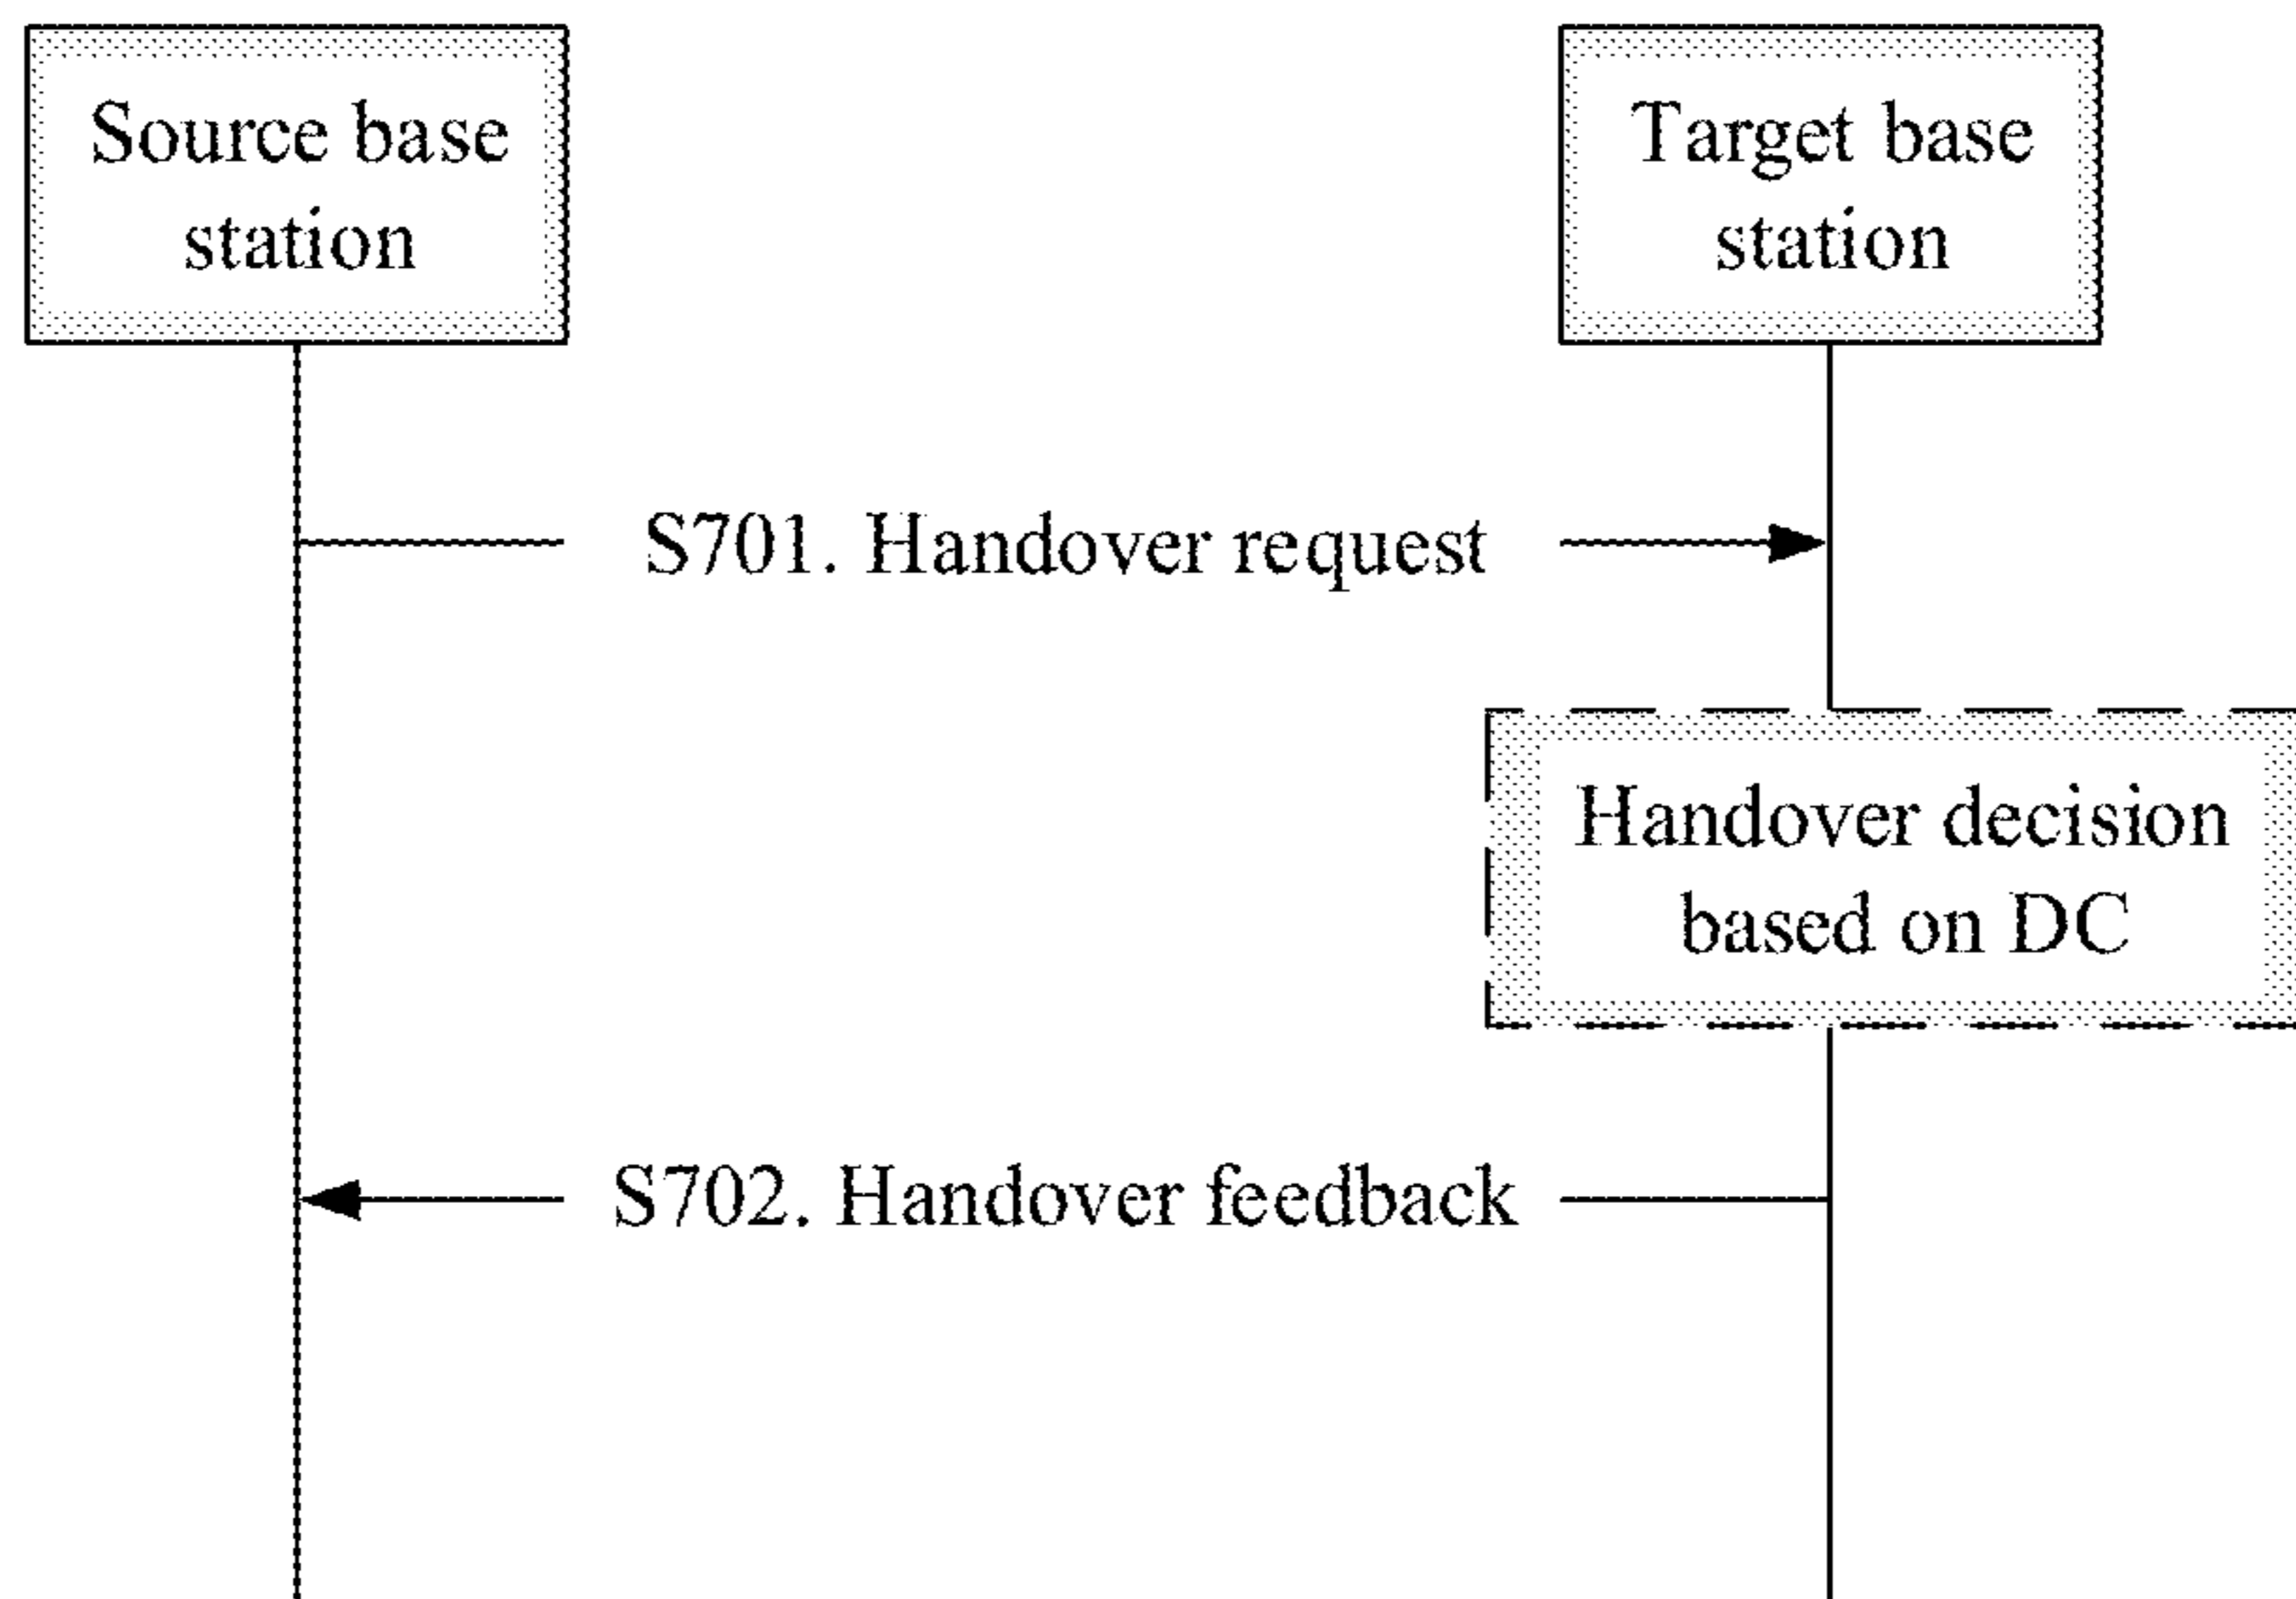 Source base
station
Target base
station
S701. Handover request
Handover decision
based on DC
S702. Handover feedback